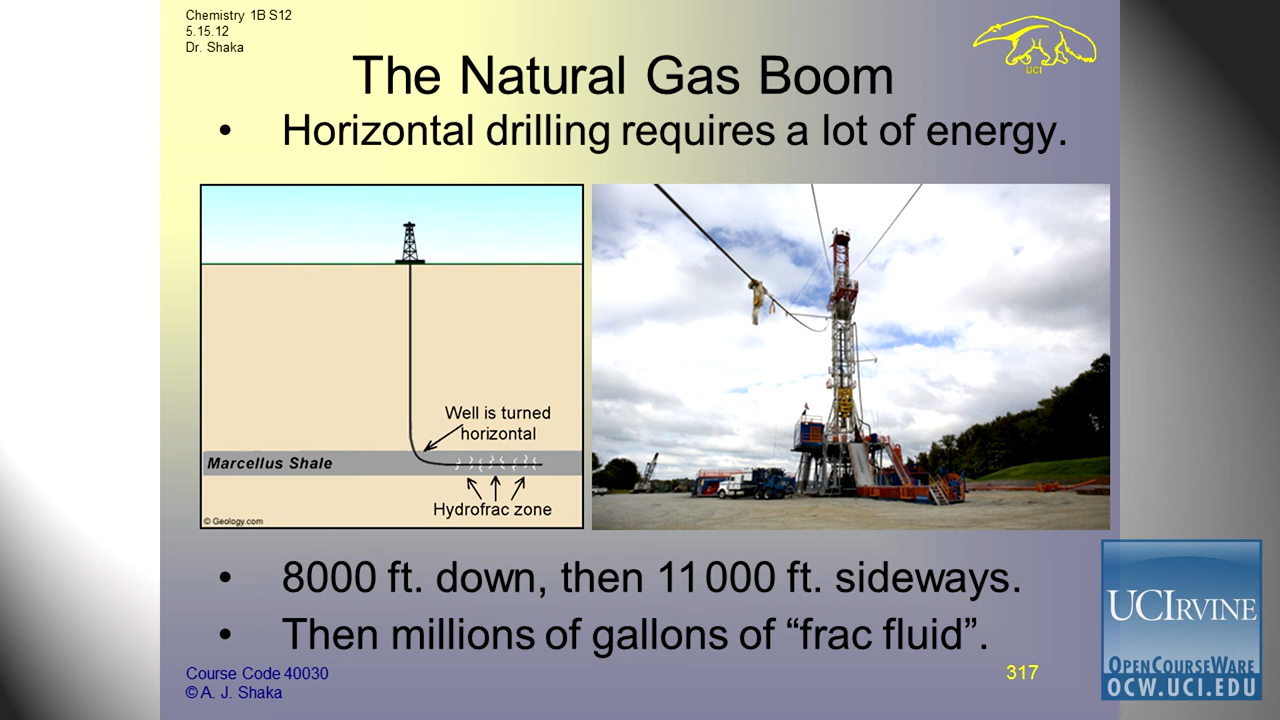 Chemistry 1B S12
5.15.12
Dr. Shaka
UCI
The Natural Gas Boom
• Horizontal drilling requires a lot of energy.
Well is turned
horizontal
Marcellus Shale
Hydrofrac zone
© Geology.com
• 8000 ft. down, then 11 000 ft. sideways.
• Then millions of gallons of “frac fluid”.
Course Code 40030
© A. J. Shaka
317
UCIRVINE
OPENCOURSEWARE
OCW.UCI.EDU